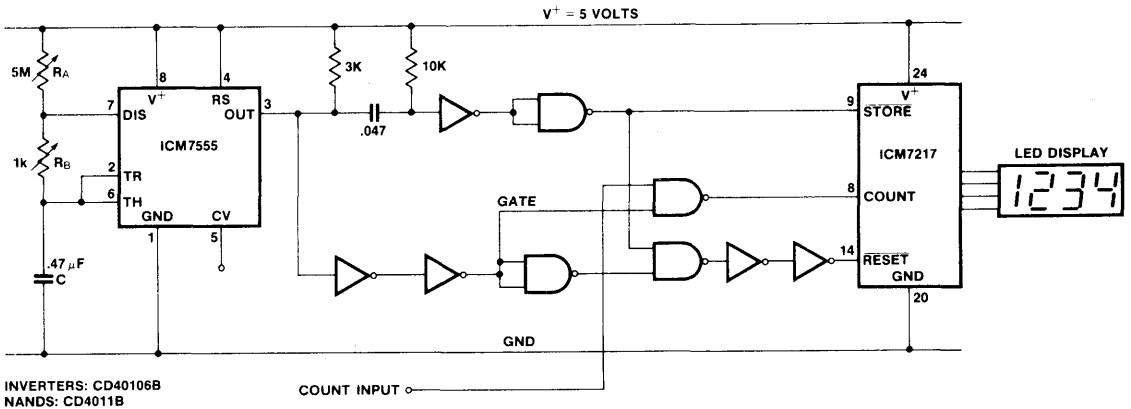 V+ = 5 VOLTS
5M RA
1k RB
.47 µF
C
7
2
6
8
4
3
1
5
V+
RS
DIS
OUT
ICM7555
TR
TH
GND
CV
3K
10K
.047
GATE
GND
COUNT INPUT
9
8
14
24
20
V+
STORE
ICM7217
COUNT
RESET
GND
LED DISPLAY
1234
INVERTERS: CD40106B
NANDS: CD4011B